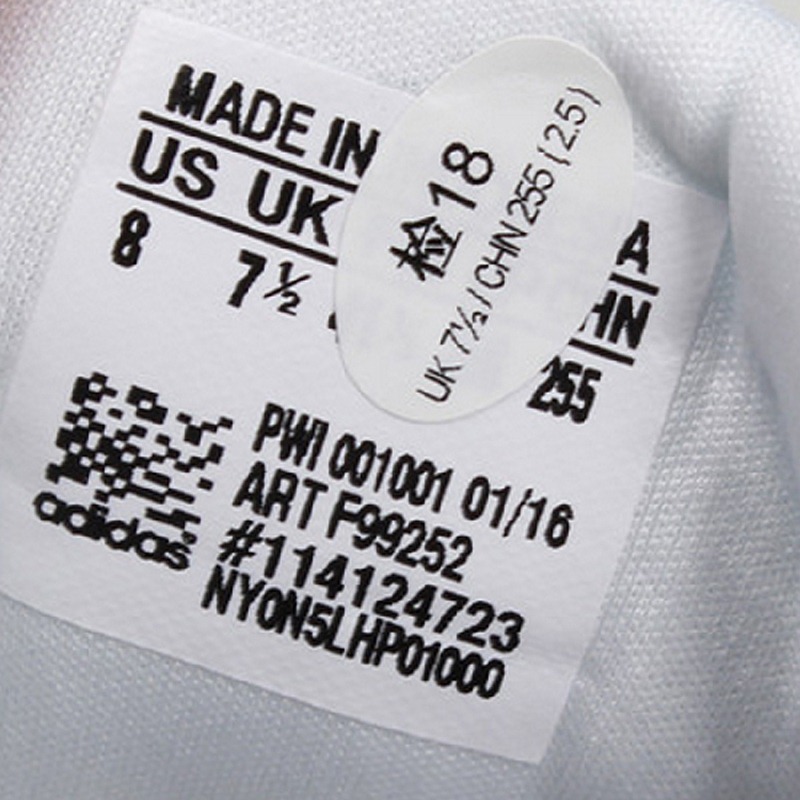 MADE IN
US UK
8 7½
A
HN
255
检18
UK 7½ / CHN 255 ( 2.5 )
PWI 001001 01/16
ART F99252
#114124723
NY0N5LHP01000
adidas